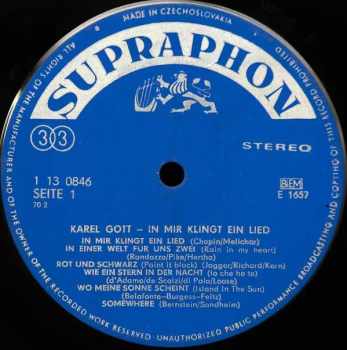 MADE IN CZECHOSLOVAKIA
ALL RIGHTS OF THE MANUFACTURER AND OF THE OWNER OF THE RECORDED WORK RESERVED · UNAUTHORIZED PUBLIC PERFORMANCE BROADCASTING AND COPYING OF THIS RECORD PROHIBITED
SUPRAPHON
33
STEREO
1 13 0846
SEITE 1
70 2
BIEM
E 1657
KAREL GOTT – IN MIR KLINGT EIN LIED
IN MIR KLINGT EIN LIED (Chopin/Melichar)
IN EINER WELT FUR UNS ZWEI (Rain in my heart)
(Randazzo/Pike/Hertha)
ROT UND SCHWARZ (Paint it black) (Jagger/Richard/Korn)
WIE EIN STERN IN DER NACHT (Io che ho te)
(d'Adamo/de Scalzi/di Palo/Loose)
WO MEINE SONNE SCHEINT (Island In The Sun)
(Belafonte-Burgess-Feltz)
SOMEWHERE (Bernstein/Sondheim)